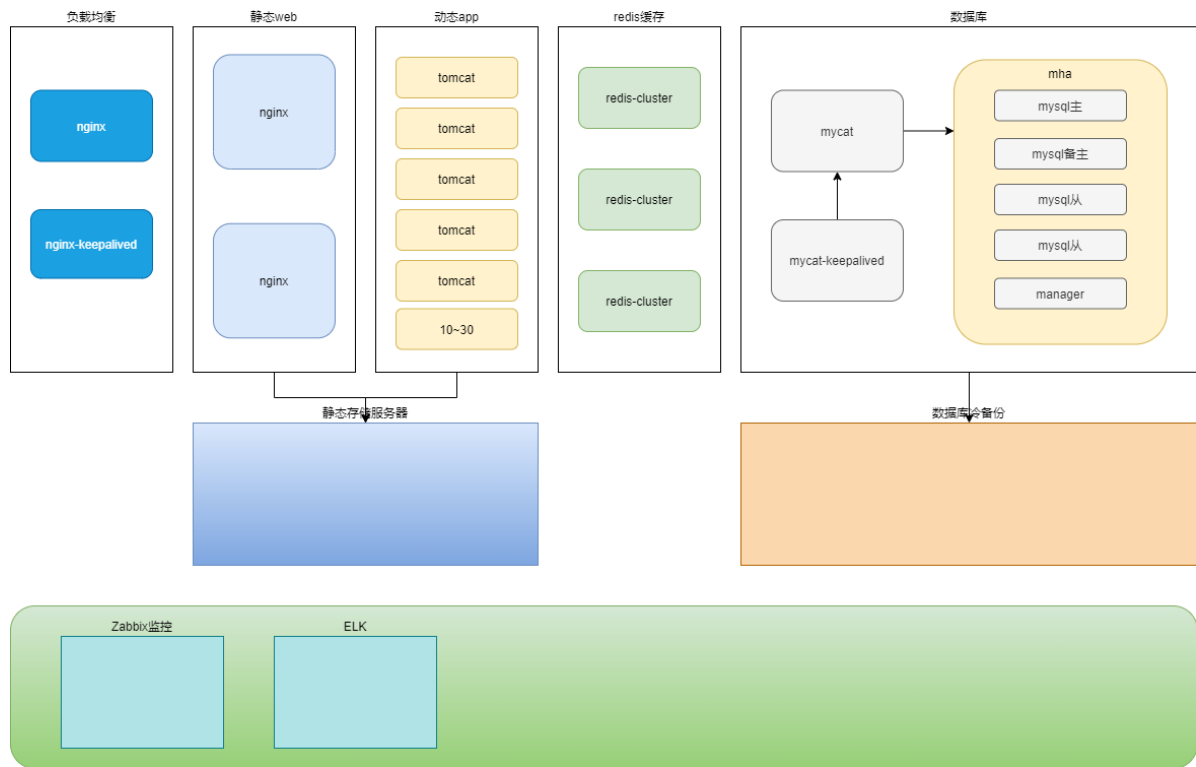 负载均衡
nginx
nginx-keepalived
静态web
nginx
nginx
动态app
tomcat
tomcat
tomcat
tomcat
tomcat
10~30
redis缓存
redis-cluster
redis-cluster
redis-cluster
数据库
mycat
mycat-keepalived
mha
mysql主
mysql备主
mysql从
mysql从
manager
静态存储服务器
数据库冷备份
Zabbix监控
ELK